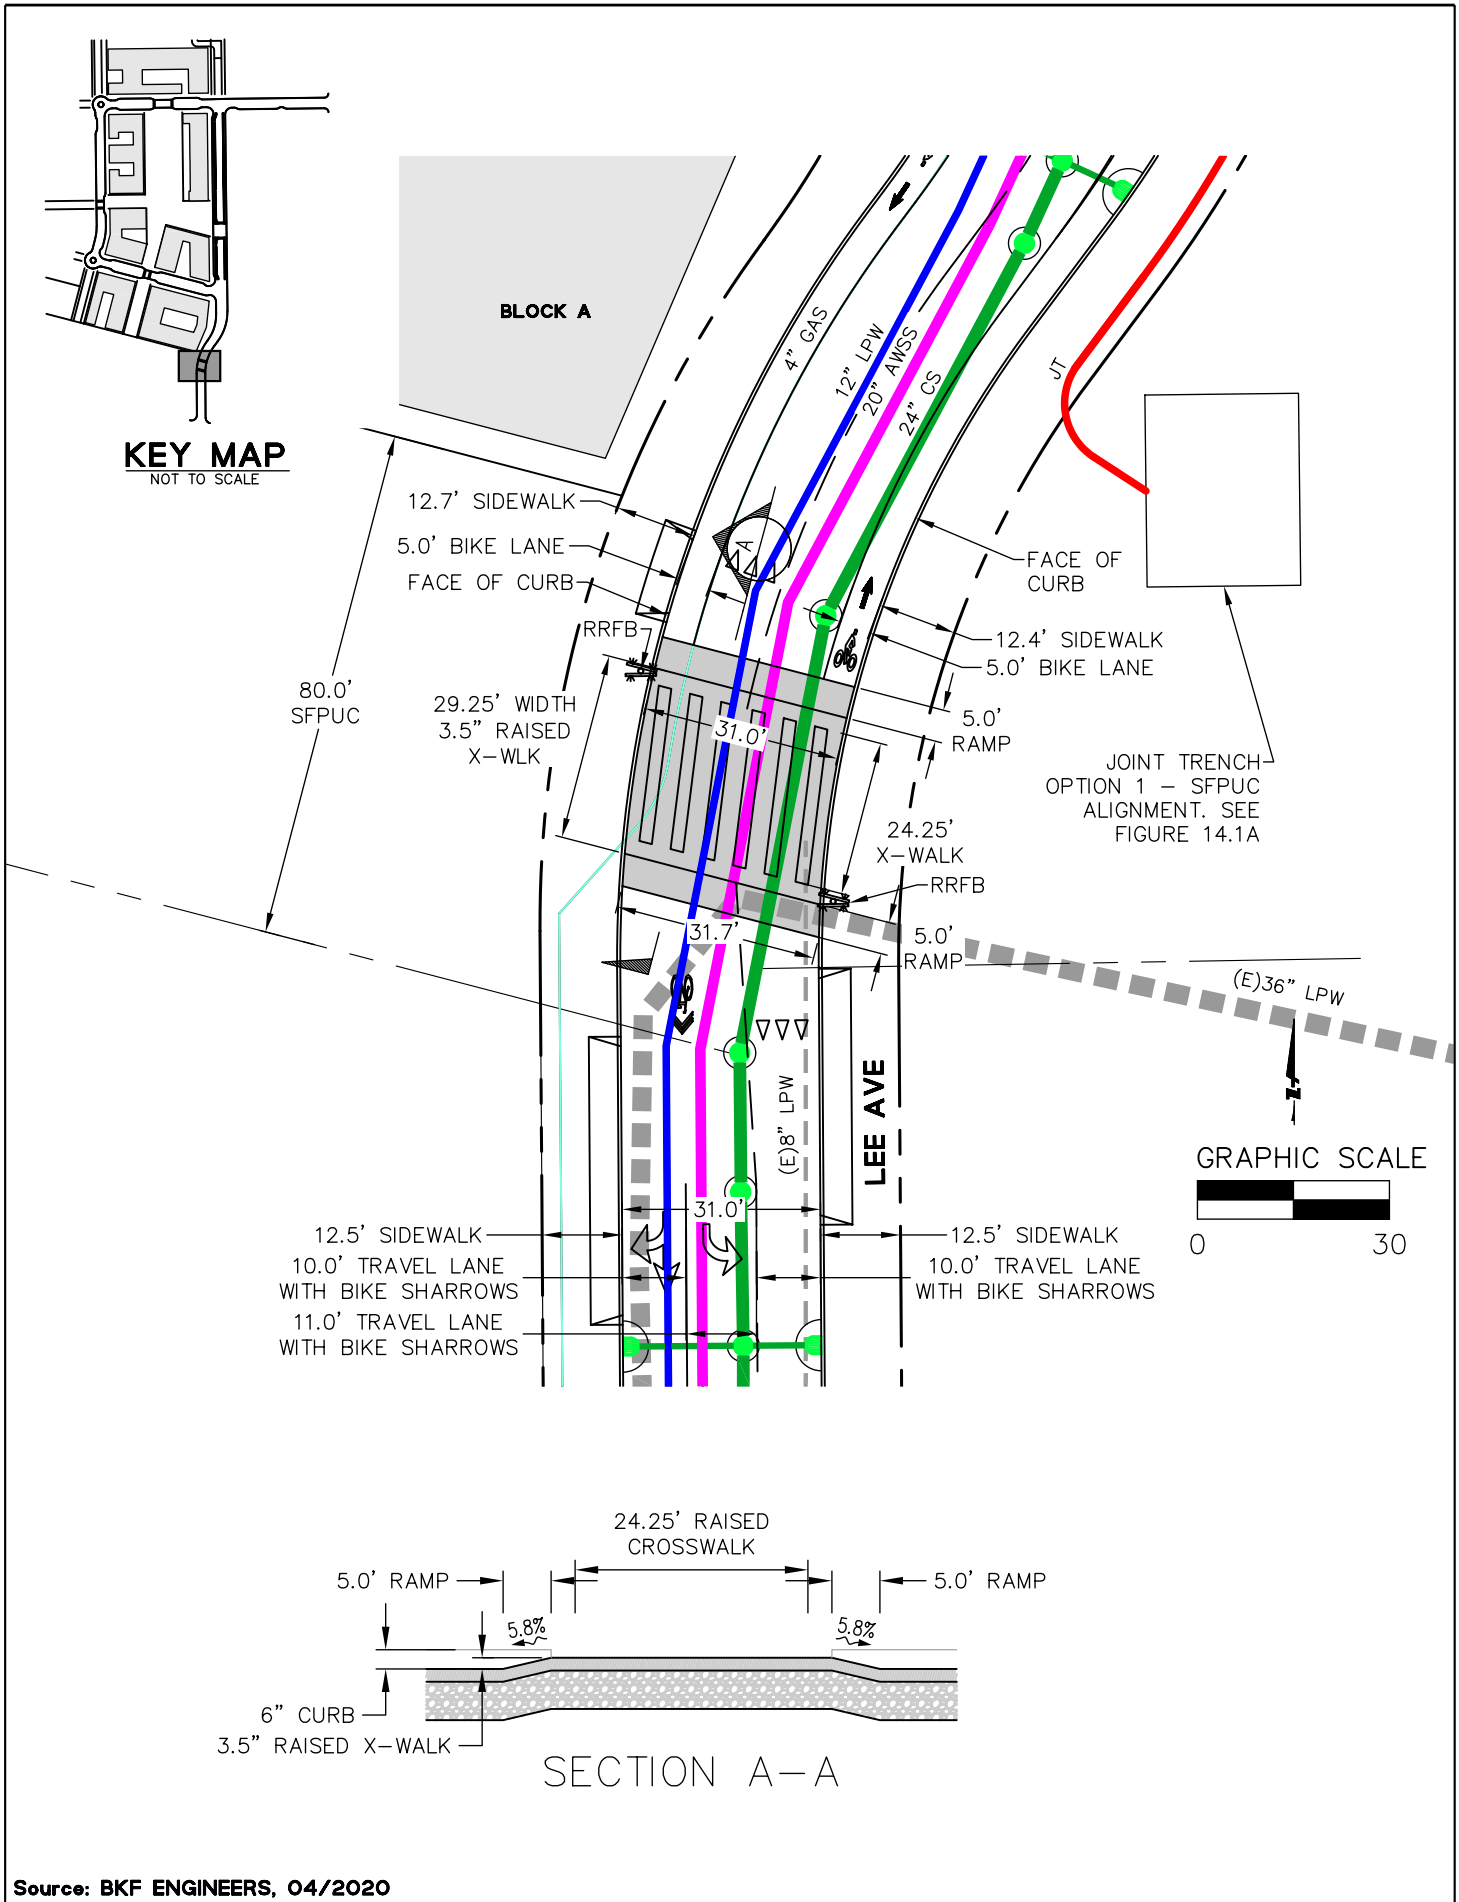 KEY MAP
NOT TO SCALE
BLOCK A
4” GAS
12” LPW
20” AWSS
24” CS
JT
12.7’ SIDEWALK
5.0’ BIKE LANE
FACE OF CURB
RRFB
FACE OF
CURB
12.4’ SIDEWALK
5.0’ BIKE LANE
A
80.0’
SFPUC
29.25’ WIDTH
3.5” RAISED
X-WLK
31.0’
5.0’
RAMP
JOINT TRENCH
OPTION 1 – SFPUC
ALIGNMENT. SEE
FIGURE 14.1A
24.25’
X-WALK
RRFB
31.7’
5.0’
RAMP
(E)36” LPW
(E)8” LPW
LEE AVE
GRAPHIC SCALE
0 30
31.0’
12.5’ SIDEWALK
10.0’ TRAVEL LANE
WITH BIKE SHARROWS
11.0’ TRAVEL LANE
WITH BIKE SHARROWS
12.5’ SIDEWALK
10.0’ TRAVEL LANE
WITH BIKE SHARROWS
24.25’ RAISED
CROSSWALK
5.0’ RAMP
5.0’ RAMP
5.8%
5.8%
6” CURB
3.5” RAISED X-WALK
SECTION A-A
Source: BKF ENGINEERS, 04/2020